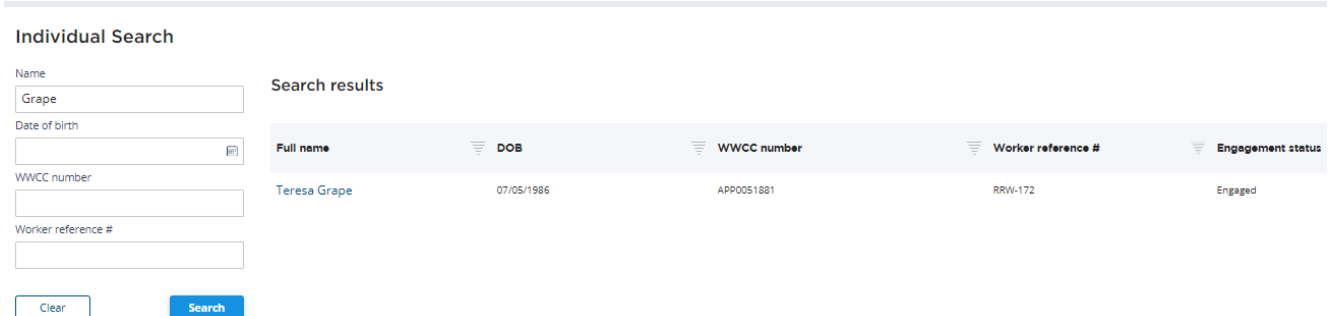 Individual Search
Name
Grape
Date of birth
WWCC number
Worker reference #
Clear Search
Search results
Full name DOB WWCC number Worker reference # Engagement status
Teresa Grape 07/05/1986 APP0051881 RRW-172 Engaged